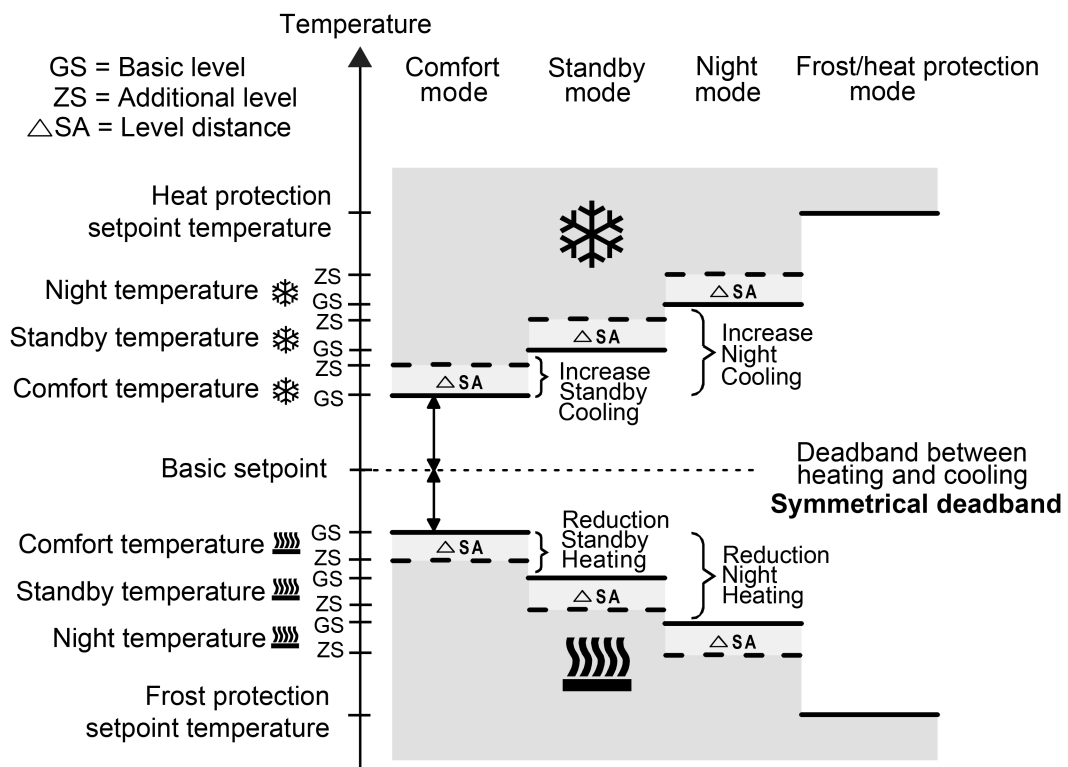 Temperature
GS = Basic level
ZS = Additional level
△SA = Level distance
Comfort
mode
Standby
mode
Night
mode
Frost/heat protection
mode
Heat protection
setpoint temperature
Night temperature
ZS
GS
Standby temperature
ZS
GS
Comfort temperature
ZS
GS
△SA
△SA
△SA
Increase
Standby
Cooling
Increase
Night
Cooling
Basic setpoint
Deadband between
heating and cooling
Symmetrical deadband
Comfort temperature
GS
ZS
Standby temperature
GS
ZS
Night temperature
GS
ZS
△SA
△SA
△SA
Reduction
Standby
Heating
Reduction
Night
Heating
Frost protection
setpoint temperature